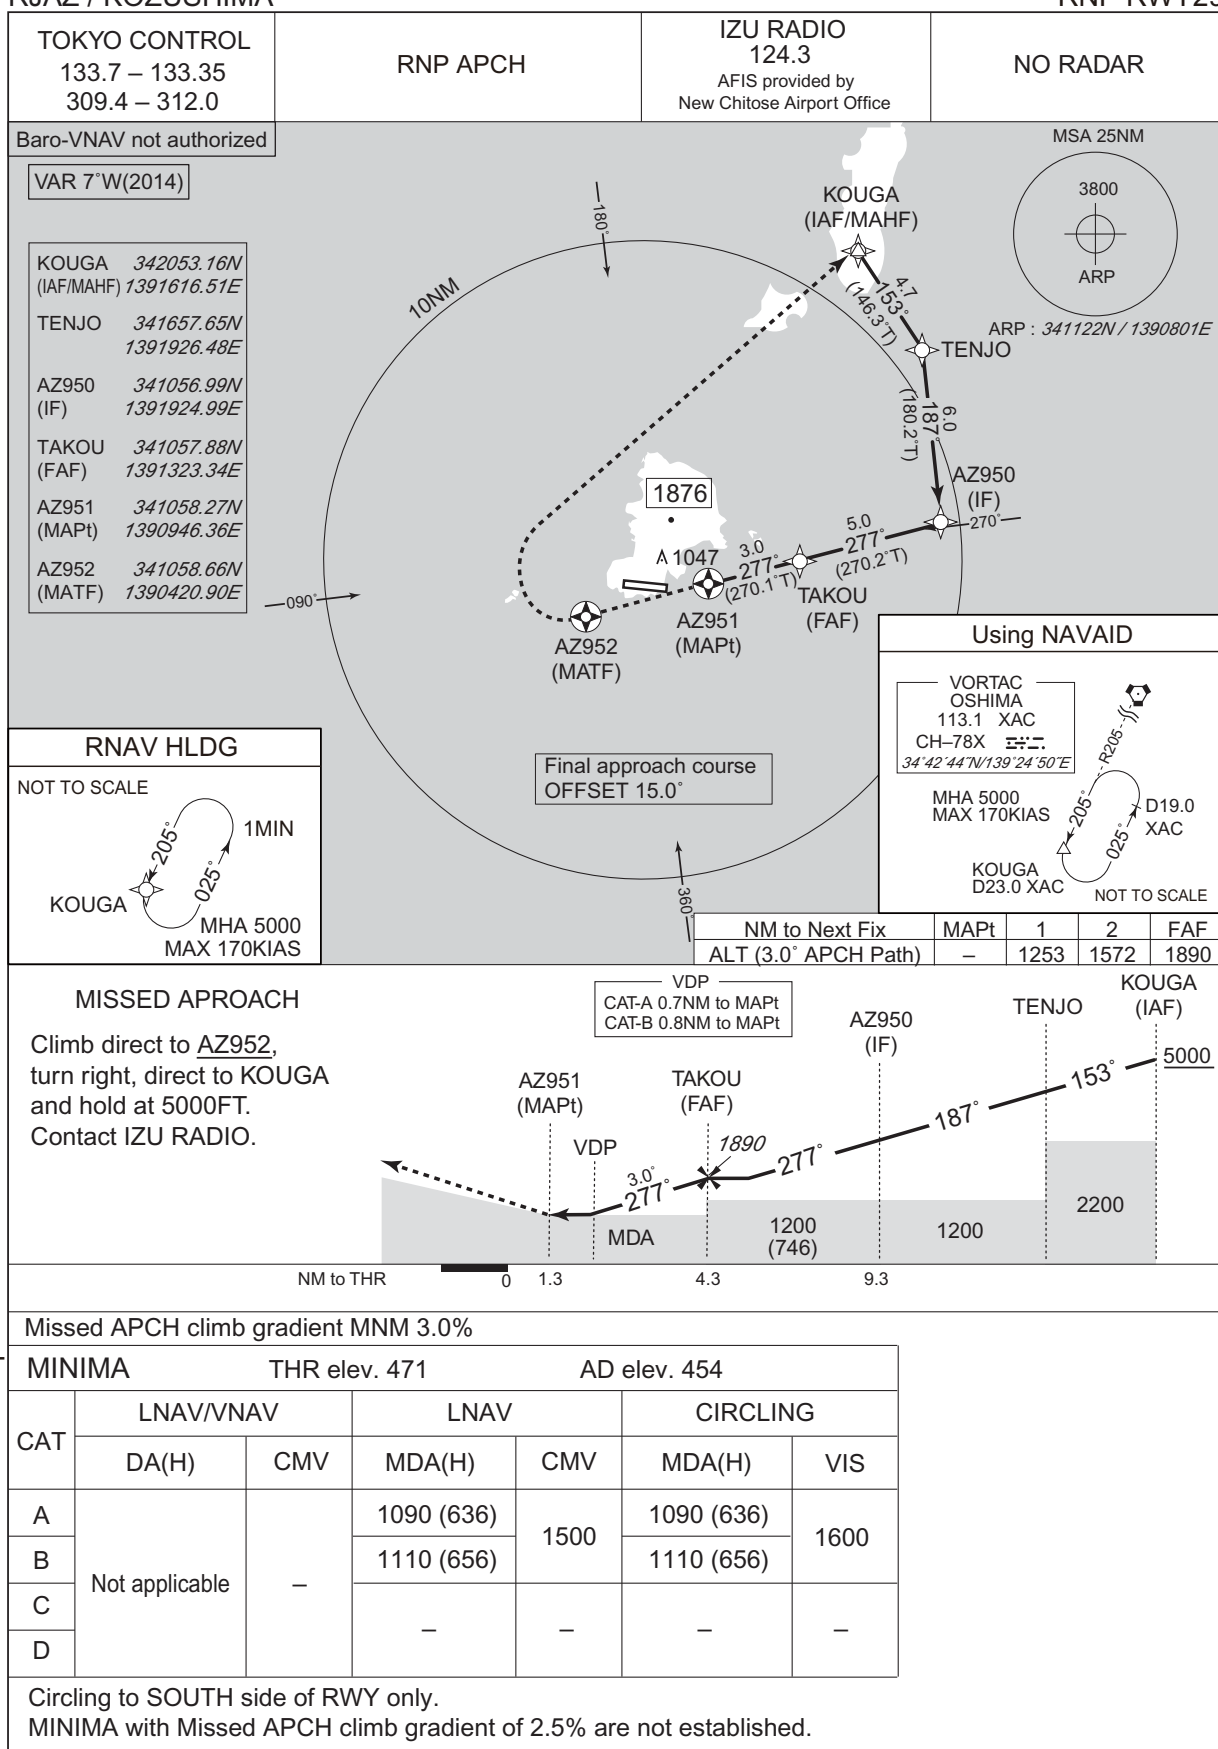 RJAZ / KOZUSHIMA
RNP RWY29
TOKYO CONTROL
133.7 – 133.35
309.4 – 312.0
RNP APCH
IZU RADIO
124.3
AFIS provided by
New Chitose Airport Office
NO RADAR
Baro-VNAV not authorized
VAR 7˚W(2014)
KOUGA 342053.16N
(IAF/MAHF) 1391616.51E
TENJO 341657.65N
1391926.48E
AZ950 341056.99N
(IF) 1391924.99E
TAKOU 341057.88N
(FAF) 1391323.34E
AZ951 341058.27N
(MAPt) 1390946.36E
AZ952 341058.66N
(MATF) 1390420.90E
MSA 25NM
3800
ARP
ARP : 341122N / 1390801E
180˚
10NM
KOUGA
(IAF/MAHF)
4.7
153˚
(146.3˚T)
TENJO
6.0
187˚
(180.2˚T)
AZ950
(IF)
270˚
5.0
277˚
(270.2˚T)
1876
1047
3.0
277˚
(270.1˚T)
TAKOU
(FAF)
AZ951
(MAPt)
AZ952
(MATF)
090˚
360˚
Final approach course
OFFSET 15.0˚
Using NAVAID
VORTAC
OSHIMA
113.1 XAC
CH–78X
34˚42´44˝N/139˚24´50˝E
R205
MHA 5000
MAX 170KIAS
205˚
025˚
D19.0
XAC
KOUGA
D23.0 XAC
NOT TO SCALE
RNAV HLDG
NOT TO SCALE
205˚
025˚
1MIN
KOUGA
MHA 5000
MAX 170KIAS
NM to Next Fix MAPt 1 2 FAF
ALT (3.0˚ APCH Path) – 1253 1572 1890
MISSED APROACH
Climb direct to AZ952,
turn right, direct to KOUGA
and hold at 5000FT.
Contact IZU RADIO.
VDP
CAT-A 0.7NM to MAPt
CAT-B 0.8NM to MAPt
AZ951
(MAPt)
VDP
TAKOU
(FAF)
AZ950
(IF)
TENJO
KOUGA
(IAF)
5000
153˚
187˚
277˚
1890
3.0˚
277˚
MDA
1200
(746)
1200
2200
NM to THR 0 1.3 4.3 9.3
Missed APCH climb gradient MNM 3.0%
MINIMA THR elev. 471 AD elev. 454
CAT LNAV/VNAV LNAV CIRCLING
DA(H) CMV MDA(H) CMV MDA(H) VIS
A Not applicable – 1090 (636) 1500 1090 (636) 1600
B 1110 (656) 1110 (656)
C – – – –
D
Circling to SOUTH side of RWY only.
MINIMA with Missed APCH climb gradient of 2.5% are not established.